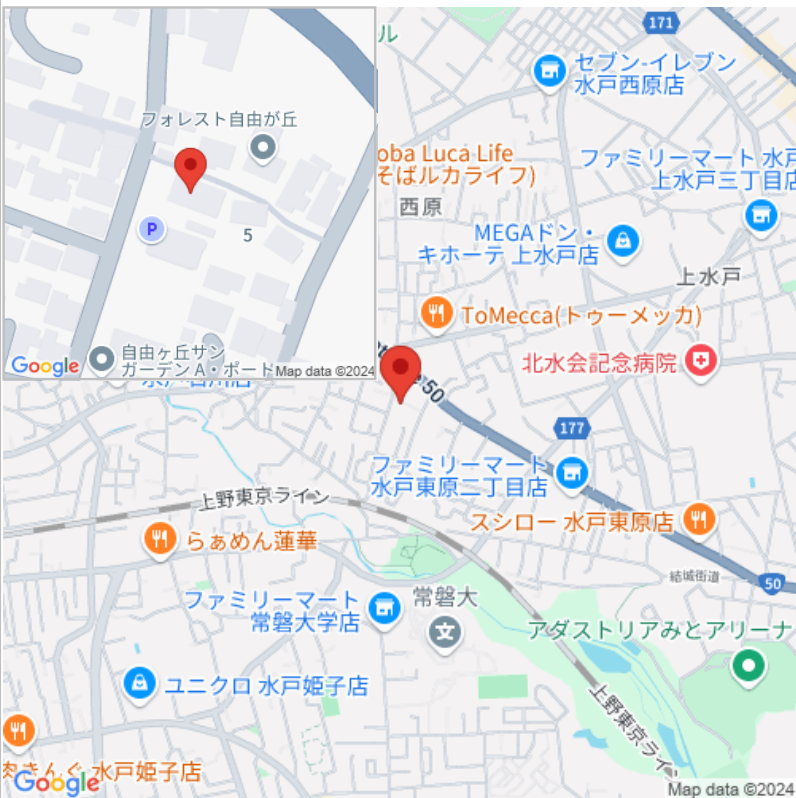 フォレスト自由が丘
P
5
自由ヶ丘サン
ガーデン A・ポート
Google
Map data ©2024
171
ル
セブン-イレブン
水戸西原店
oba Luca Life
そばルカライフ)
ファミリーマート 水戸
上水戸三丁目店
西原
MEGAドン・
キホーテ 上水戸店
上水戸
ToMecca(トゥーメッカ)
北水会記念病院
50
177
ファミリーマート
水戸東原二丁目店
上野東京ライン
スシロー 水戸東原店
らぁめん蓮華
結城街道
50
ファミリーマート
常磐大学店
常磐大
文
アダストリアみとアリーナ
ユニクロ 水戸姫子店
上野東京ライン
肉きんぐ 水戸姫子店
Google
Map data ©2024